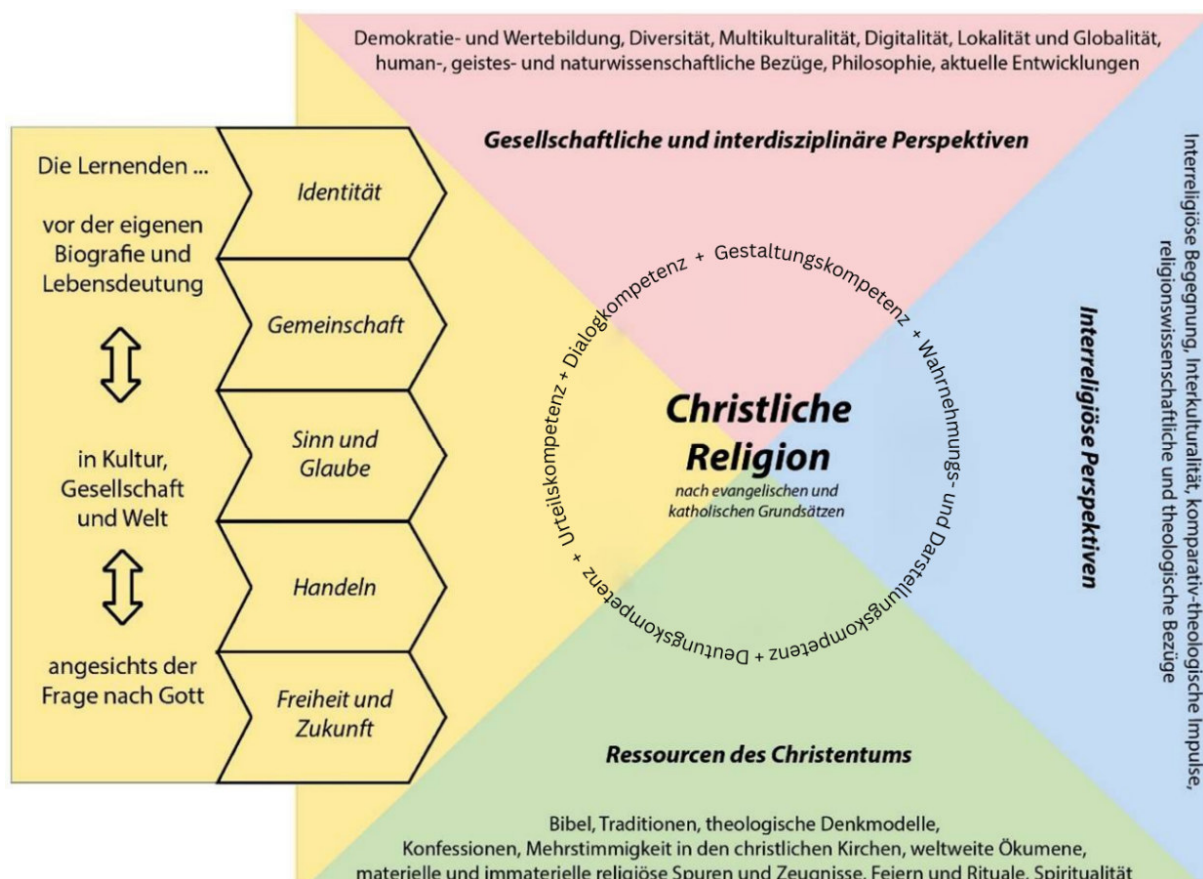 Demokratie- und Wertebildung, Diversität, Multikulturalität, Digitalität, Lokalität und Globalität,
human-, geistes- und naturwissenschaftliche Bezüge, Philosophie, aktuelle Entwicklungen
Gesellschaftliche und interdisziplinäre Perspektiven
Die Lernenden ...
vor der eigenen
Biografie und
Lebensdeutung
in Kultur,
Gesellschaft
und Welt
angesichts der
Frage nach Gott
Identität
Gemeinschaft
Sinn und
Glaube
Handeln
Freiheit und
Zukunft
Urteilskompetenz + Dialogkompetenz + Gestaltungskompetenz + Wahrnehmungs- und Darstellungskompetenz + Deutungskompetenz +
Christliche
Religion
nach evangelischen und
katholischen Grundsätzen
Interreligiöse Perspektiven
Interreligiöse Begegnung, Interkulturalität, komparativ-theologische Impulse,
religionswissenschaftliche und theologische Bezüge
Ressourcen des Christentums
Bibel, Traditionen, theologische Denkmodelle,
Konfessionen, Mehrstimmigkeit in den christlichen Kirchen, weltweite Ökumene,
materielle und immaterielle religiöse Spuren und Zeugnisse, Feiern und Rituale, Spiritualität